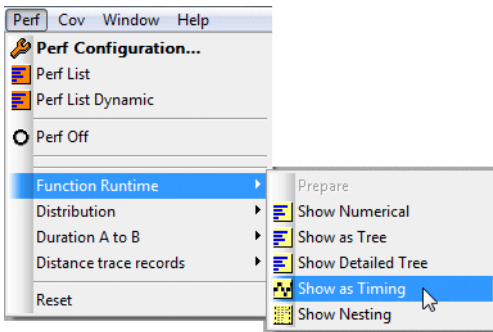 Perf Cov Window Help
Perf Configuration...
Perf List
Perf List Dynamic
Perf Off
Function Runtime
Distribution
Duration A to B
Distance trace records
Reset
Prepare
Show Numerical
Show as Tree
Show Detailed Tree
Show as Timing
Show Nesting